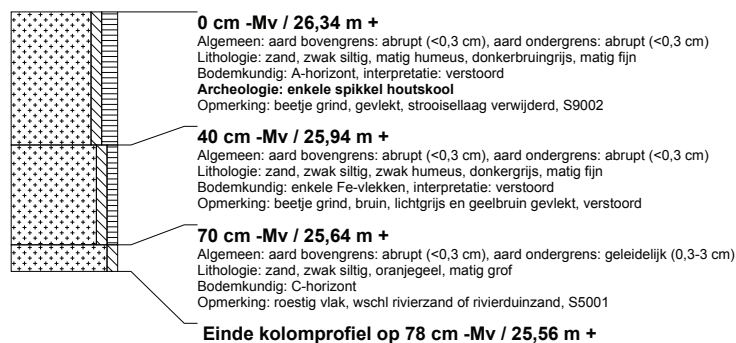 0 cm -Mv / 26,34 m +
Algemeen: aard bovengrens: abrupt (<0,3 cm), aard ondergrens: abrupt (<0,3 cm)
Lithologie: zand, zwak siltig, matig humeus, donkerbruingrijs, matig fijn
Bodemkundig: A-horizont, interpretatie: verstoord
Archeologie: enkele spikkel houtskool
Opmerking: beetje grind, gevlekt, strooisellaag verwijderd, S9002
40 cm -Mv / 25,94 m +
Algemeen: aard bovengrens: abrupt (<0,3 cm), aard ondergrens: abrupt (<0,3 cm)
Lithologie: zand, zwak siltig, zwak humeus, donkergrijs, matig fijn
Bodemkundig: enkele Fe-vlekken, interpretatie: verstoord
Opmerking: beetje grind, bruin, lichtgrijs en geelbruin gevlekt, verstoord
70 cm -Mv / 25,64 m +
Algemeen: aard bovengrens: abrupt (<0,3 cm), aard ondergrens: geleidelijk (0,3-3 cm)
Lithologie: zand, zwak siltig, oranjegeel, matig grof
Bodemkundig: C-horizont
Opmerking: roestig vlak, wschl rivierzand of rivierduinzand, S5001
Einde kolomprofiel op 78 cm -Mv / 25,56 m +